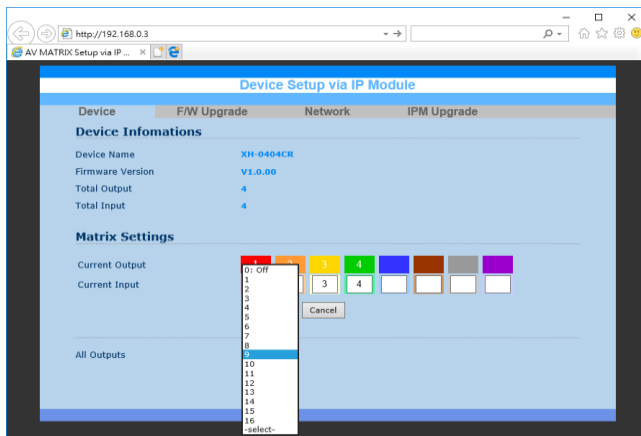 http://192.168.0.3
AV MATRIX Setup via IP ...
Device Setup via IP Module
Device F/W Upgrade Network IPM Upgrade
Device Infomations
Device Name XH-0404CR
Firmware Version V1.0.00
Total Output 4
Total Input 4
Matrix Settings
Current Output 1 2 3 4
Current Input 3 4
Cancel
0: Off
1
2
3
4
5
6
7
8
9
10
11
12
13
14
15
16
-select-
All Outputs